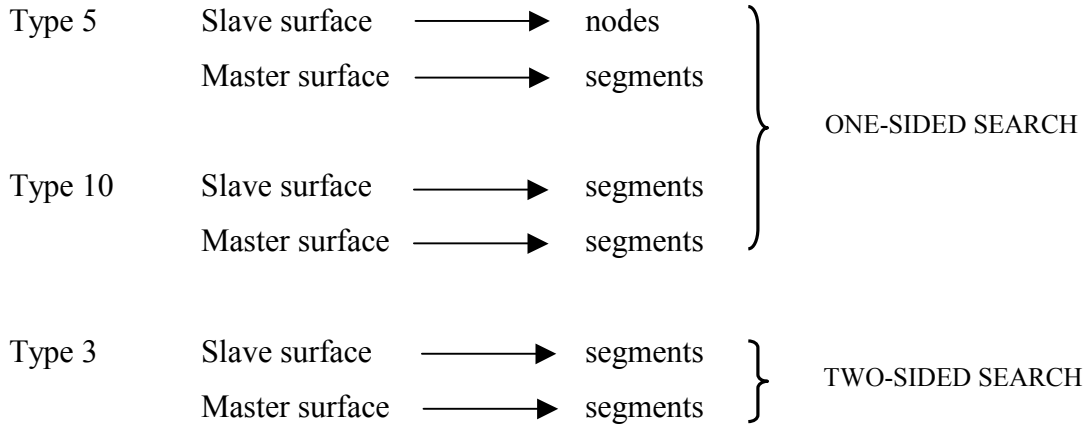 Type 5 Slave surface nodes
Master surface segments
ONE-SIDED SEARCH
Type 10 Slave surface segments
Master surface segments
Type 3 Slave surface segments
TWO-SIDED SEARCH
Master surface segments